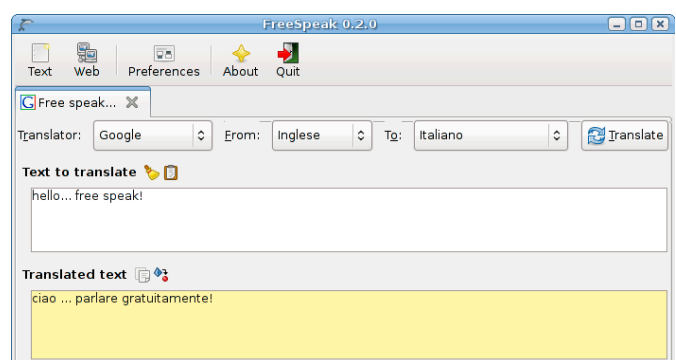 FreeSpeak 0.2.0
Text Web Preferences About Quit
Free speak...
Translator: Google From: Inglese To: Italiano Translate
Text to translate
hello... free speak!
Translated text
ciao ... parlare gratuitamente!